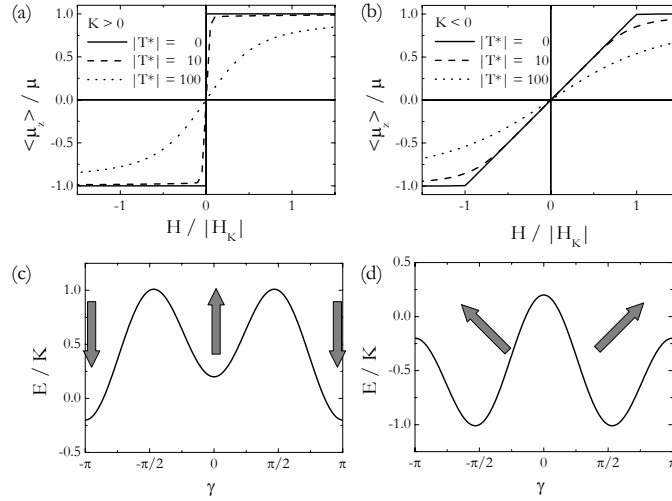 (a)
K > 0
|T*| = 0
|T*| = 10
|T*| = 100
1.0
0.5
0.0
-0.5
-1.0
<μz> / μ
-1 0 1
H / |HK|
(b)
K < 0
|T*| = 0
|T*| = 10
|T*| = 100
1.0
0.5
0.0
-0.5
-1.0
<μz> / μ
-1 0 1
H / |HK|
(c)
1.0
0.5
0.0
-0.5
E / K
-π -π/2 0 π/2 π
γ
(d)
0.5
0.0
-0.5
-1.0
E / K
-π -π/2 0 π/2 π
γ